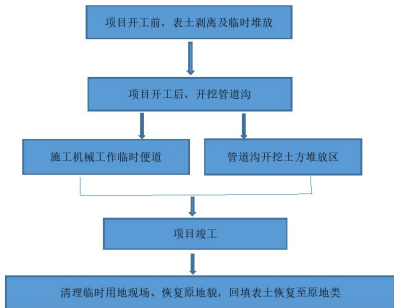 项目开工前，表土剥离及临时堆放
项目开工后，开挖管道沟
施工机械工作临时便道
管道沟开挖土方堆放区
项目竣工
清理临时用地现场、恢复原地貌，回填表土恢复至原地类